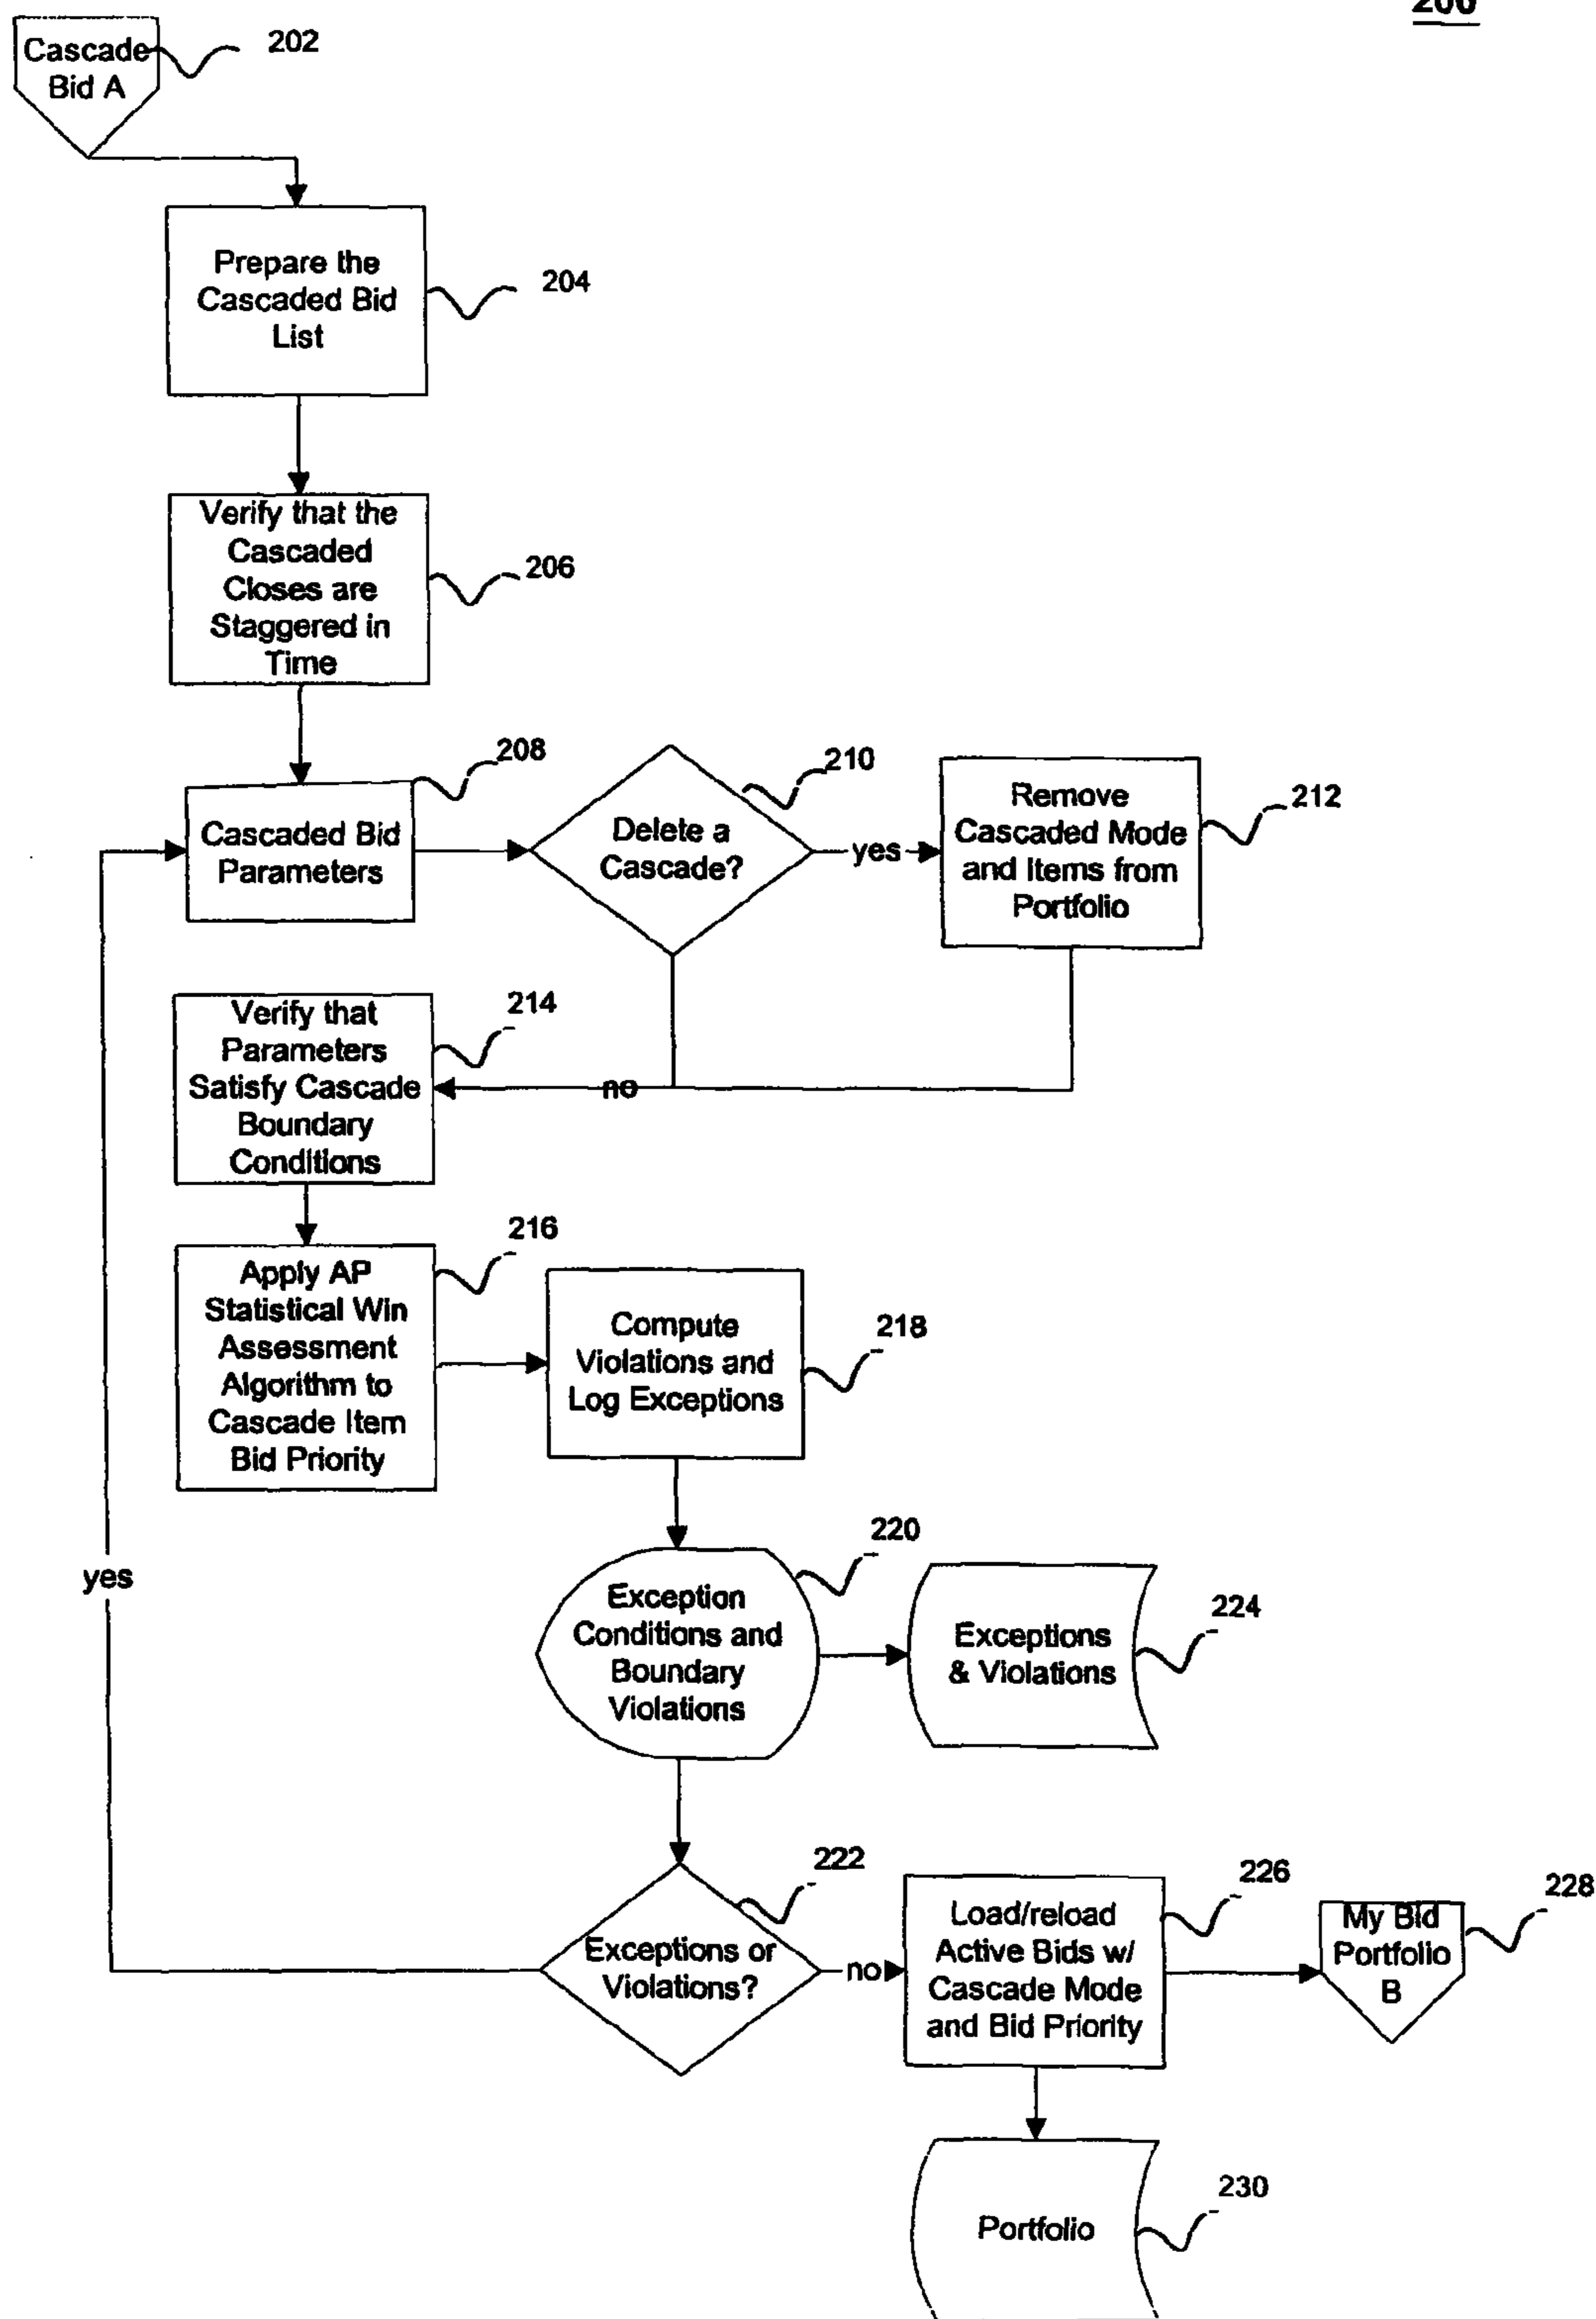 200
Cascade
Bid A
202
Prepare the
Cascaded Bid
List
204
Verify that the
Cascaded
Closes are
Staggered in
Time
206
Cascaded Bid
Parameters
208
Delete a
Cascade?
210
yes
Remove
Cascaded Mode
and Items from
Portfolio
212
no
Verify that
Parameters
Satisfy Cascade
Boundary
Conditions
214
Apply AP
Statistical Win
Assessment
Algorithm to
Cascade Item
Bid Priority
216
Compute
Violations and
Log Exceptions
218
Exception
Conditions and
Boundary
Violations
220
Exceptions
& Violations
224
yes
Exceptions or
Violations?
222
no
Load/reload
Active Bids w/
Cascade Mode
and Bid Priority
226
My Bid
Portfolio
B
228
Portfolio
230